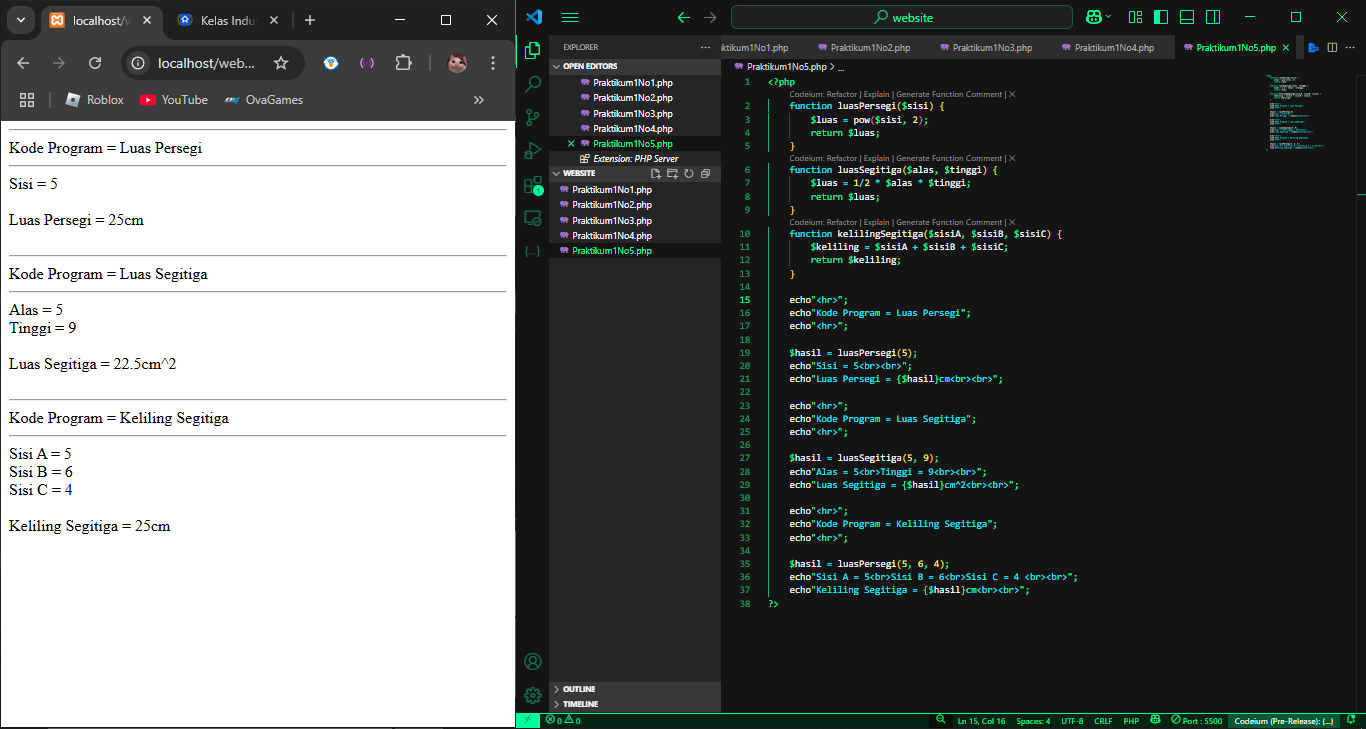 localhost/w
Kelas Indu
localhost/web...
Roblox
YouTube
OvaGames
Kode Program = Luas Persegi
Sisi = 5
Luas Persegi = 25cm
Kode Program = Luas Segitiga
Alas = 5
Tinggi = 9
Luas Segitiga = 22.5cm^2
Kode Program = Keliling Segitiga
Sisi A = 5
Sisi B = 6
Sisi C = 4
Keliling Segitiga = 25cm
website
EXPLORER
OPEN EDITORS
Praktikum1No1.php
Praktikum1No2.php
Praktikum1No3.php
Praktikum1No4.php
Praktikum1No5.php
Extension: PHP Server
WEBSITE
Praktikum1No1.php
Praktikum1No2.php
Praktikum1No3.php
Praktikum1No4.php
Praktikum1No5.php
OUTLINE
TIMELINE
ktikum1No1.php Praktikum1No2.php Praktikum1No3.php Praktikum1No4.php Praktikum1No5.php
Praktikum1No5.php > ...
1 <?php
Codeium: Refactor | Explain | Generate Function Comment | X
2 function luasPersegi($sisi) {
3 $luas = pow($sisi, 2);
4 return $luas;
5 }
Codeium: Refactor | Explain | Generate Function Comment | X
6 function luasSegitiga($alas, $tinggi) {
7 $luas = 1/2 * $alas * $tinggi;
8 return $luas;
9 }
Codeium: Refactor | Explain | Generate Function Comment | X
10 function kelilingSegitiga($sisiA, $sisiB, $sisiC) {
11 $keliling = $sisiA + $sisiB + $sisiC;
12 return $keliling;
13 }
14
15 echo"<hr>";
16 echo"Kode Program = Luas Persegi";
17 echo"<hr>";
18
19 $hasil = luasPersegi(5);
20 echo"Sisi = 5<br><br>";
21 echo"Luas Persegi = {$hasil}cm<br><br>";
22
23 echo"<hr>";
24 echo"Kode Program = Luas Segitiga";
25 echo"<hr>";
26
27 $hasil = luasSegitiga(5, 9);
28 echo"Alas = 5<br>Tinggi = 9<br><br>";
29 echo"Luas Segitiga = {$hasil}cm^2<br><br>";
30
31 echo"<hr>";
32 echo"Kode Program = Keliling Segitiga";
33 echo"<hr>";
34
35 $hasil = luasPersegi(5, 6, 4);
36 echo"Sisi A = 5<br>Sisi B = 6<br>Sisi C = 4 <br><br>";
37 echo"Keliling Segitiga = {$hasil}cm<br><br>";
38 ?>
0 0
Ln 15, Col 16 Spaces: 4 UTF-8 CRLF PHP Port : 5500 Codeium (Pre-Release): {...}